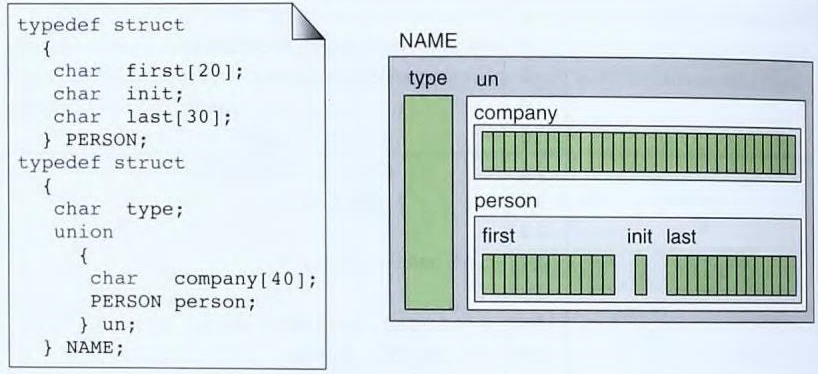 typedef struct
{
char first[20];
char init;
char last[30];
} PERSON;
typedef struct
{
char type;
union
{
char company[40];
PERSON person;
} un;
} NAME;
NAME
type un
company
person
first init last